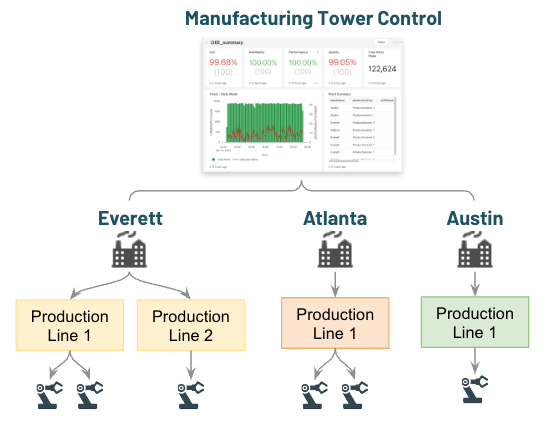 Manufacturing Tower Control
OEE_summary
OEE
Availability
Performance
Quality
Total Parts Made
99.68%
100.00%
100.00%
99.05%
122,624
(100)
(100)
(100)
(100)
Trend - Parts Made
Plant Summary
Everett
Atlanta
Austin
Production
Line 1
Production
Line 2
Production
Line 1
Production
Line 1